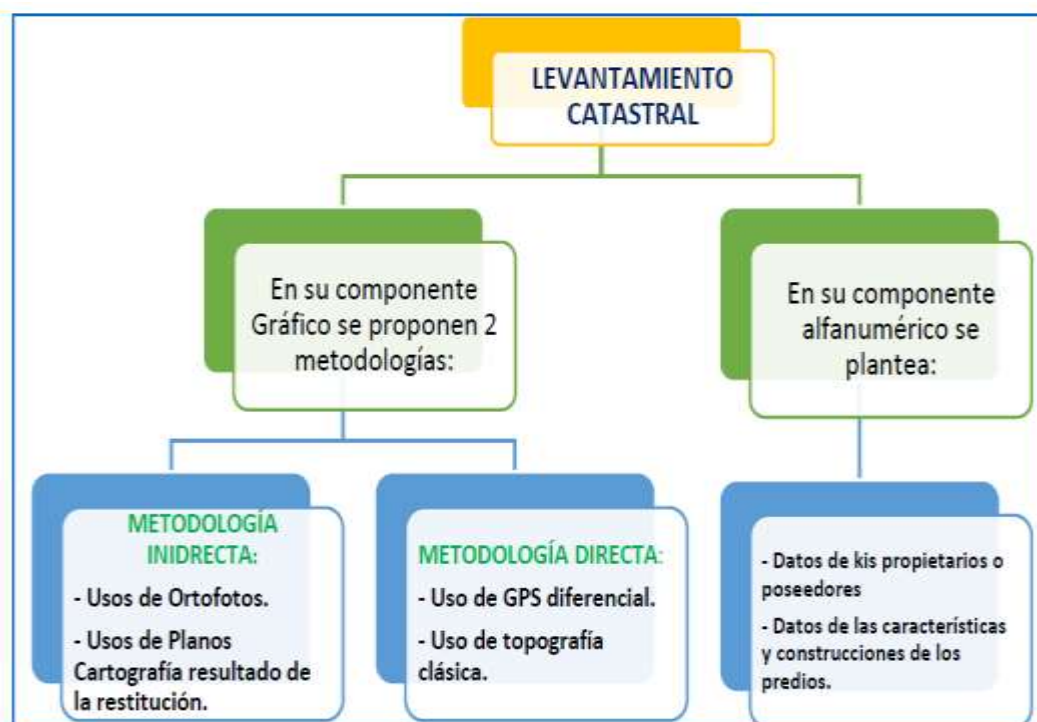 LEVANTAMIENTO
CATASTRAL
En su componente
Gráfico se proponen 2
metodologías:
En su componente
alfanumérico se
plantea:
METODOLOGÍA
INIDRECTA:
- Usos de Ortofotos.
- Usos de Planos
Cartografía resultado de
la restitución.
METODOLOGÍA DIRECTA:
- Uso de GPS diferencial.
- Uso de topografía
clásica.
- Datos de kis propietarios o
poseedores
- Datos de las características
y construcciones de los
predios.